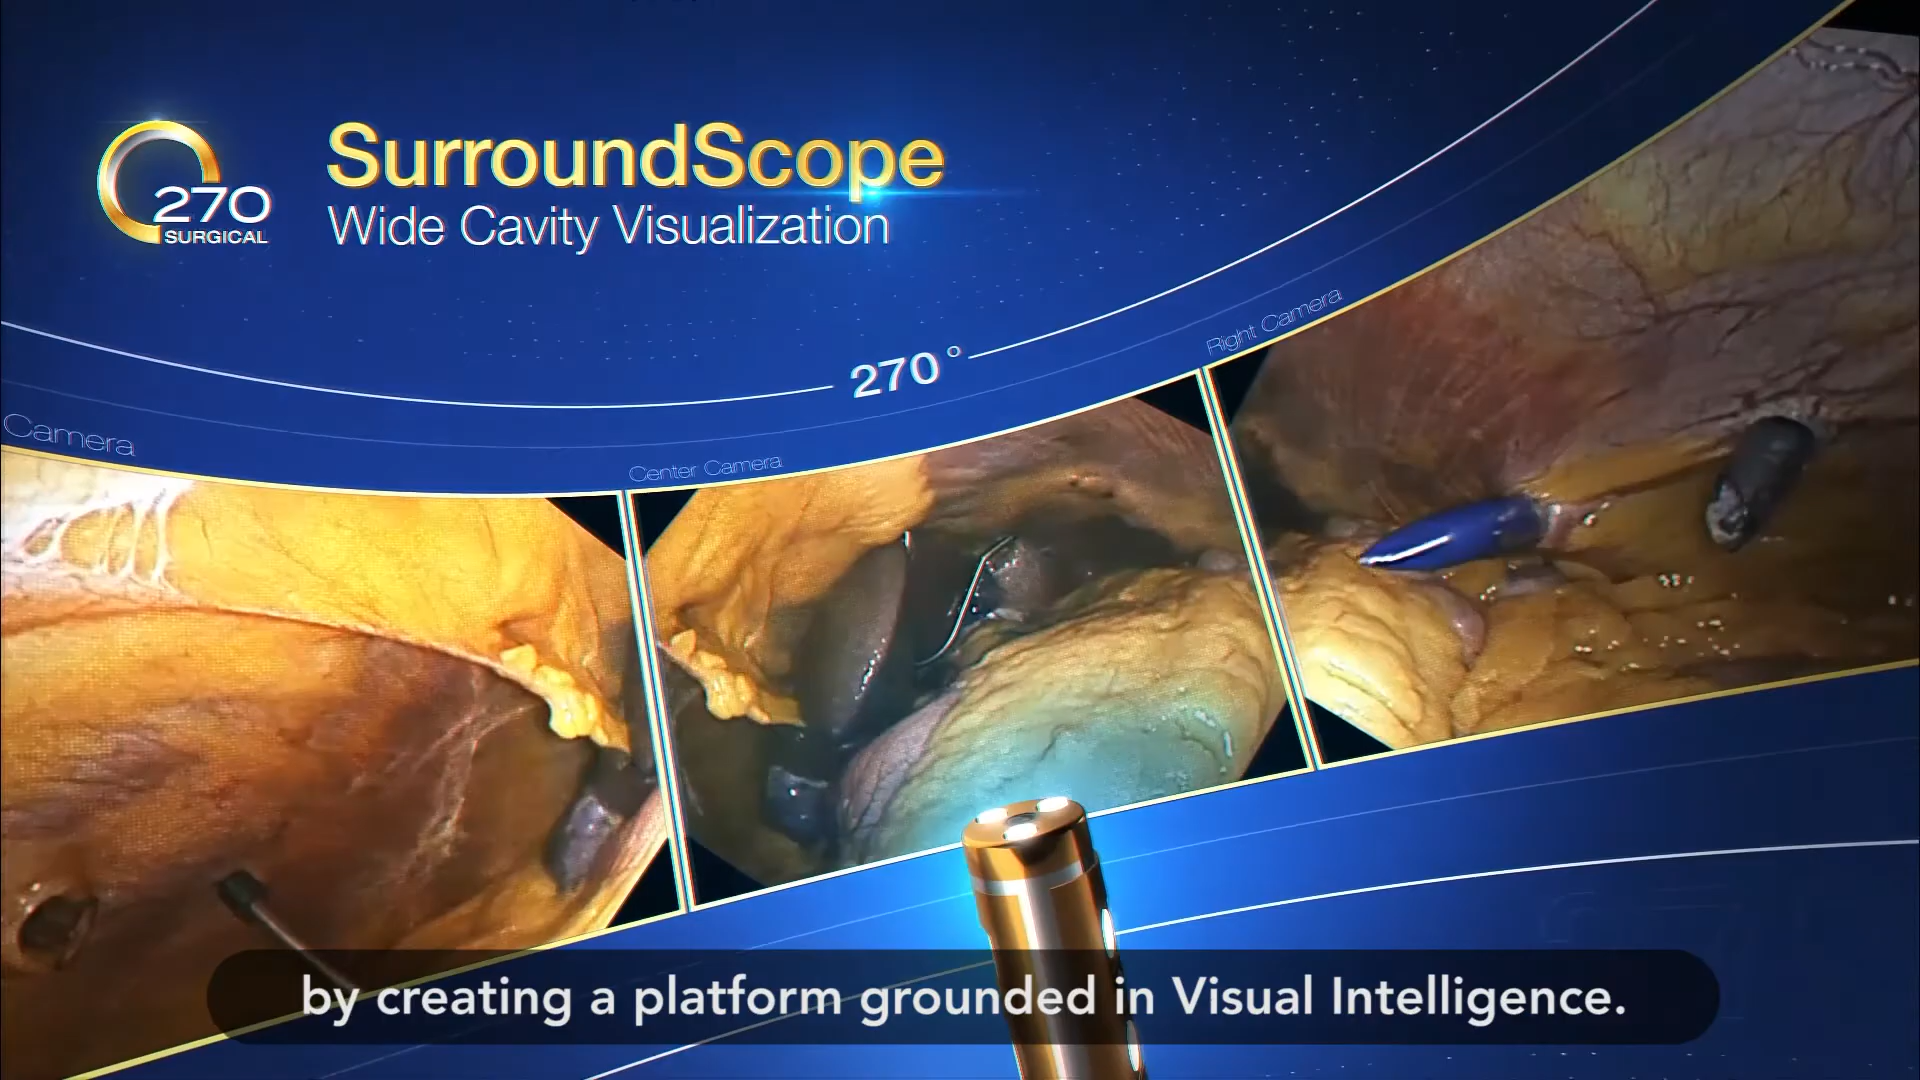 270
SURGICAL
SurroundScope
Wide Cavity Visualization
270°
Camera
Center Camera
Right Camera
by creating a platform grounded in Visual Intelligence.